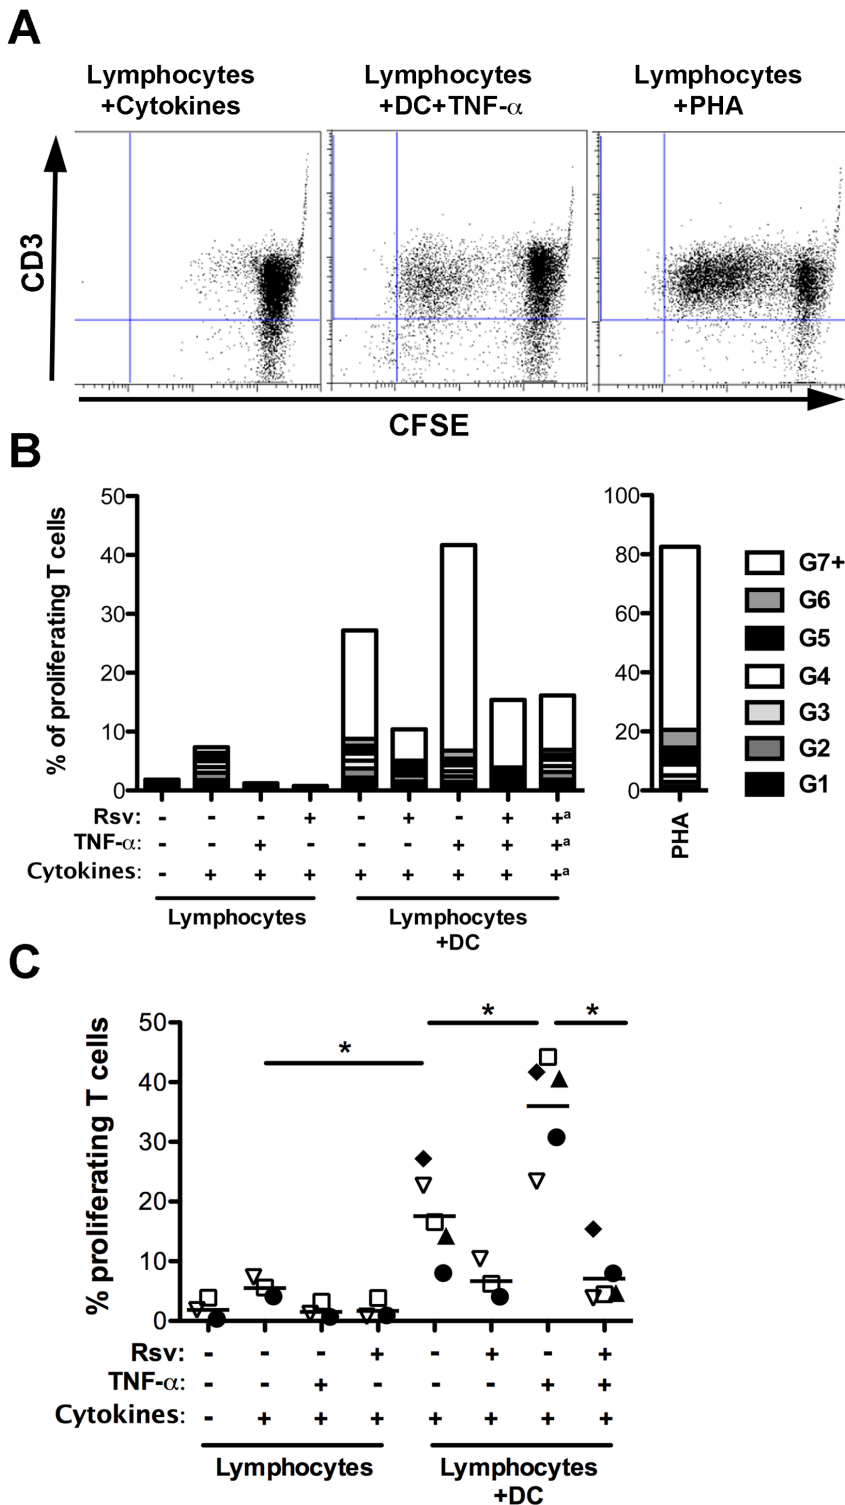 A
Lymphocytes +Cytokines
Lymphocytes +DC+TNF-α
Lymphocytes +PHA
CD3
CFSE
B
% of proliferating T cells
50
40
30
20
10
0
100
80
60
40
20
0
G7+
G6
G5
G4
G3
G2
G1
Rsv: - - - + - + - + +a
TNF-α: - - + - - - + + +a
Cytokines: - + + + + + + + +a
PHA
Lymphocytes
Lymphocytes +DC
C
% proliferating T cells
* * *
50
40
30
20
10
0
Rsv: - - - + - + - +
TNF-α: - - + - - - + +
Cytokines: - + + + + + + +
Lymphocytes
Lymphocytes +DC